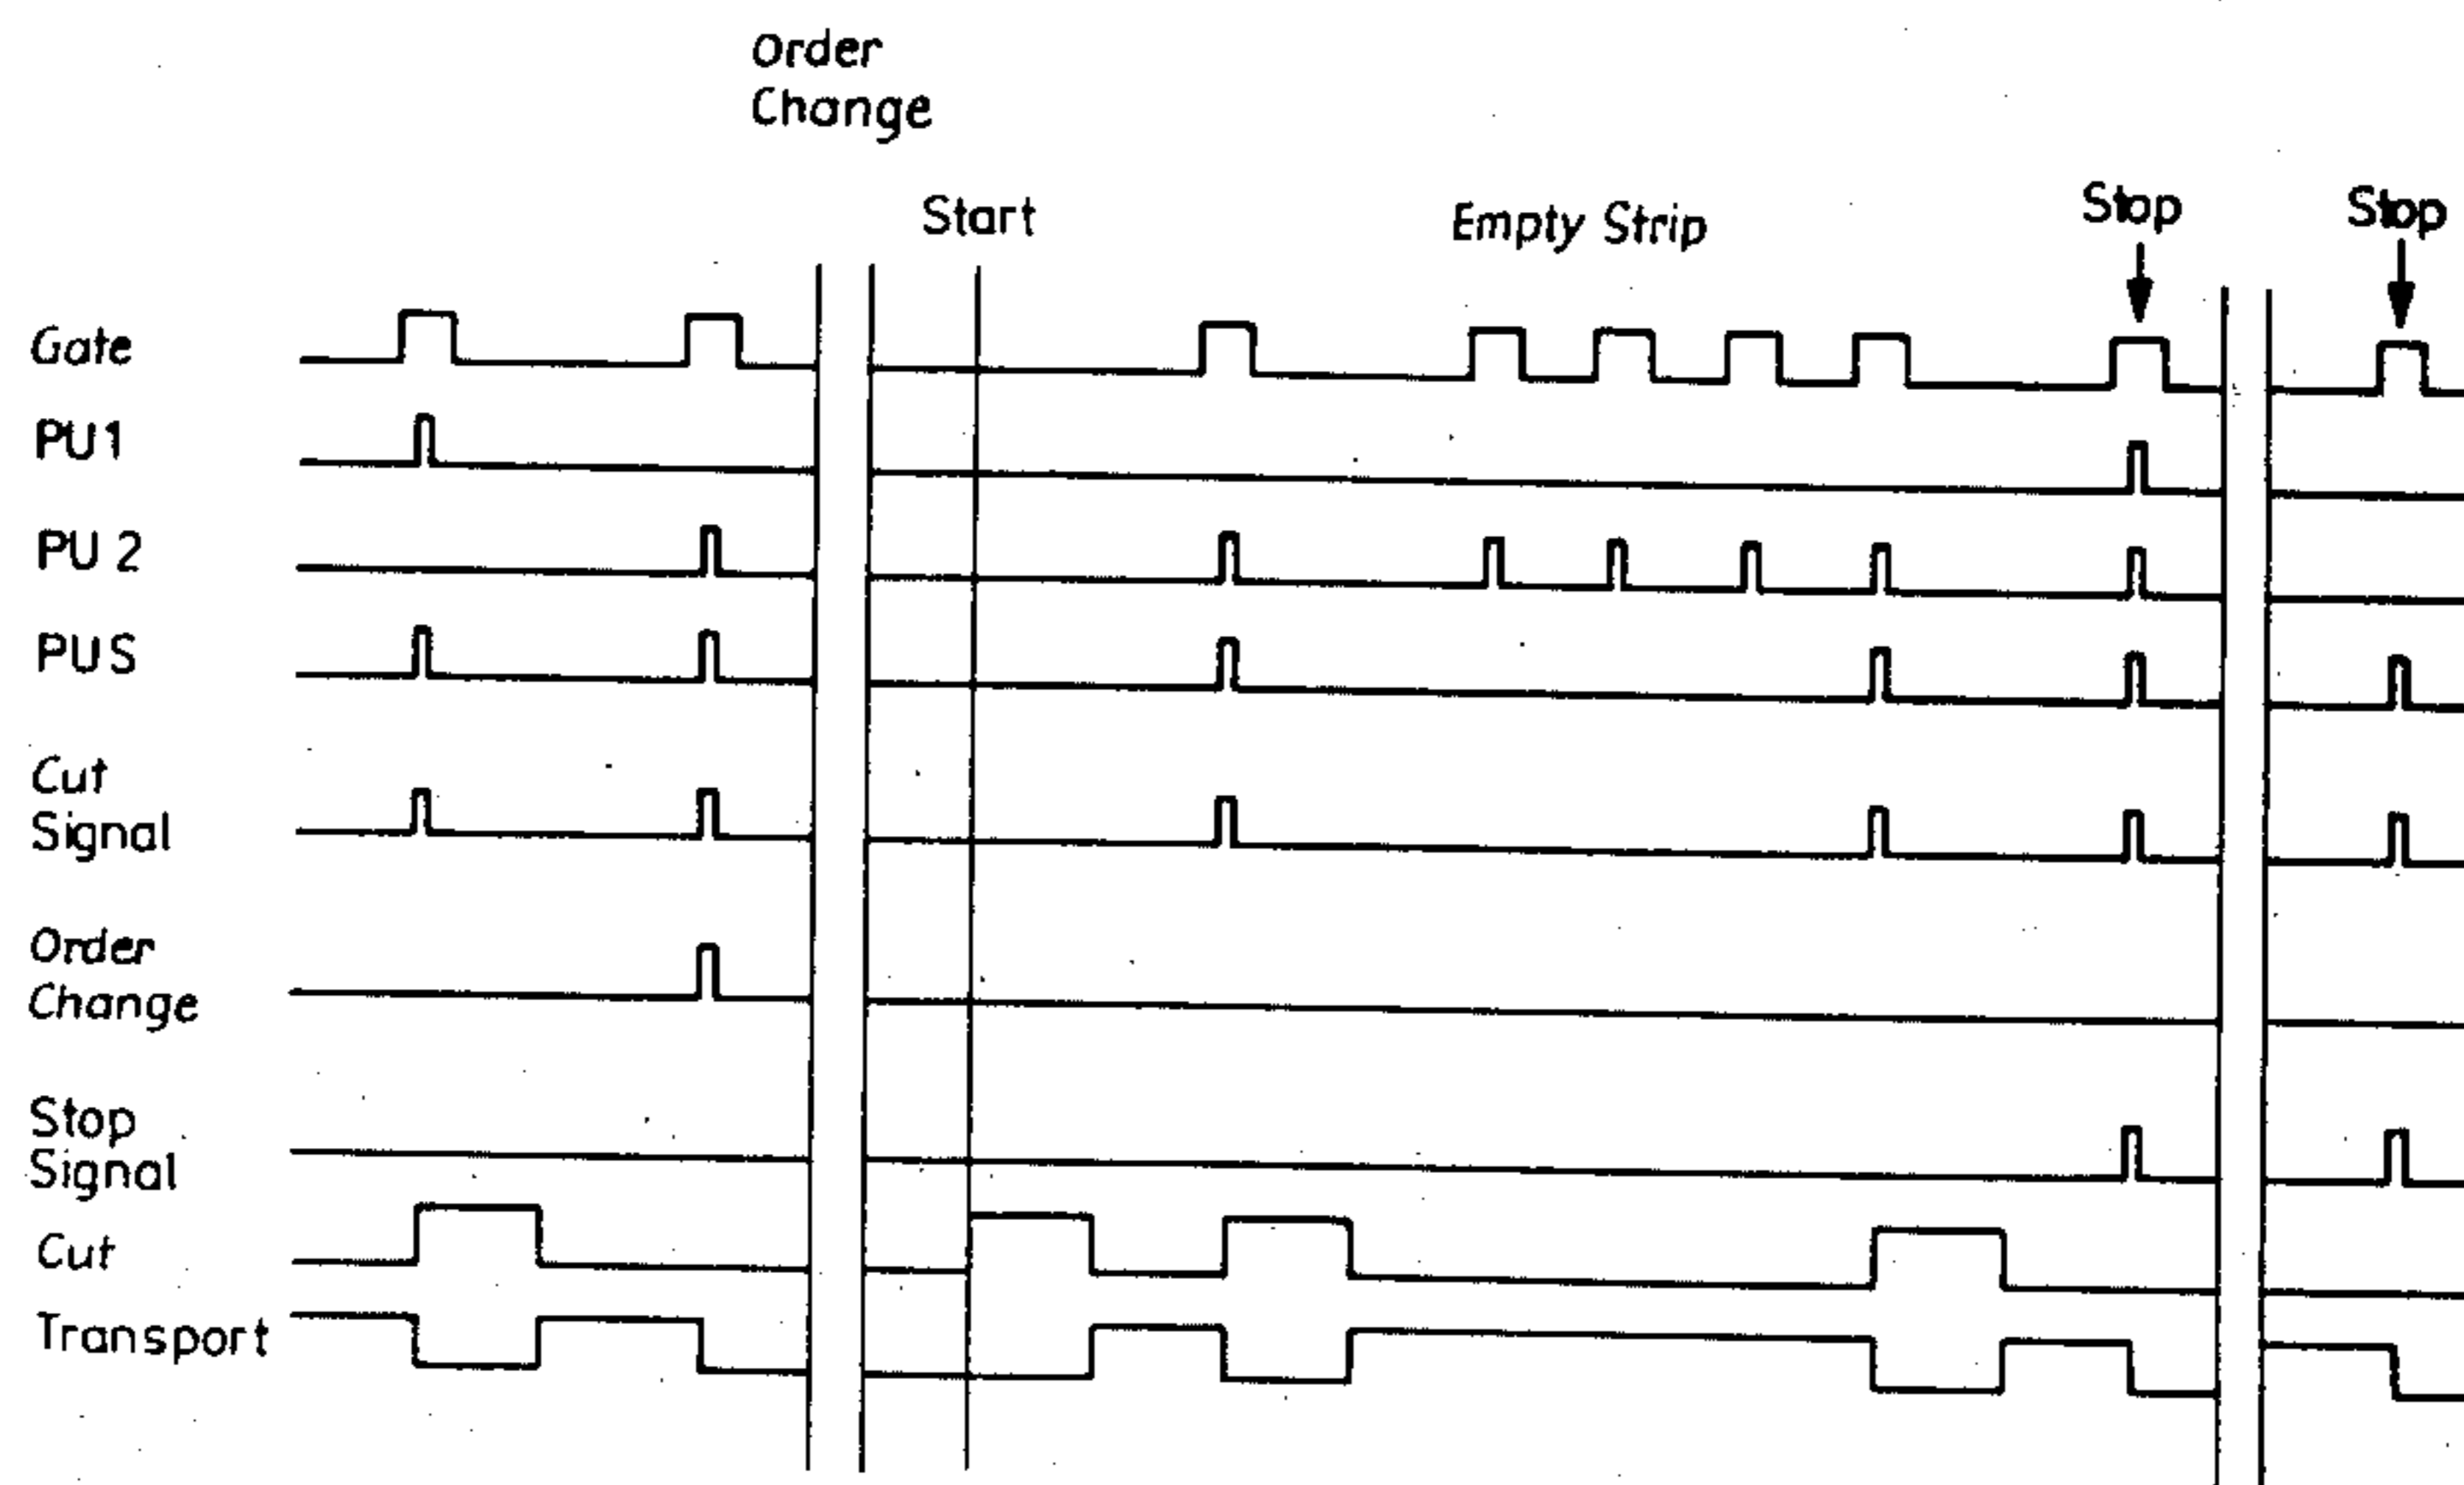 Order
Change
Start
Empty Strip
Stop
Stop
Gate
PU1
PU 2
PUS
Cut
Signal
Order
Change
Stop
Signal
Cut
Transport